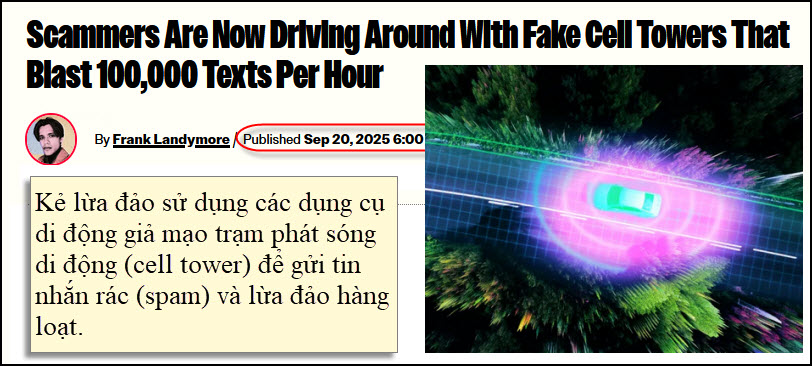 Scammers Are Now Driving Around With Fake Cell Towers That
Blast 100,000 Texts Per Hour
By Frank Landymore / Published Sep 20, 2025 6:00
Kẻ lừa đảo sử dụng các dụng cụ
di động giả mạo trạm phát sóng
di động (cell tower) để gửi tin
nhắn rác (spam) và lừa đảo hàng
loạt.